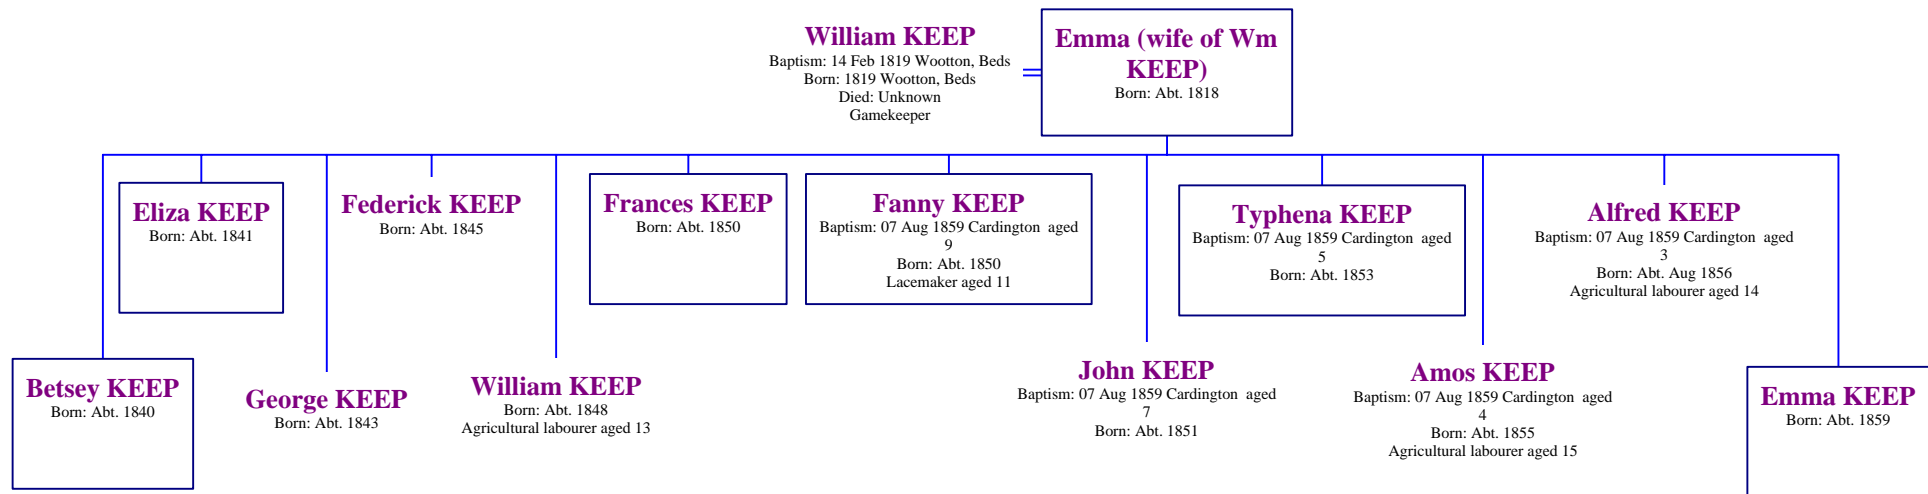 William KEEP
Baptism: 14 Feb 1819 Wootton, Beds
Born: 1819 Wootton, Beds
Died: Unknown
Gamekeeper
Emma (wife of Wm
KEEP)
Born: Abt. 1818
Eliza KEEP
Born: Abt. 1841
Federick KEEP
Born: Abt. 1845
Frances KEEP
Born: Abt. 1850
Fanny KEEP
Baptism: 07 Aug 1859 Cardington aged
9
Born: Abt. 1850
Lacemaker aged 11
Typhena KEEP
Baptism: 07 Aug 1859 Cardington aged
5
Born: Abt. 1853
Alfred KEEP
Baptism: 07 Aug 1859 Cardington aged
3
Born: Abt. Aug 1856
Agricultural labourer aged 14
Betsey KEEP
Born: Abt. 1840
George KEEP
Born: Abt. 1843
William KEEP
Born: Abt. 1848
Agricultural labourer aged 13
John KEEP
Baptism: 07 Aug 1859 Cardington aged
7
Born: Abt. 1851
Amos KEEP
Baptism: 07 Aug 1859 Cardington aged
4
Born: Abt. 1855
Agricultural labourer aged 15
Emma KEEP
Born: Abt. 1859